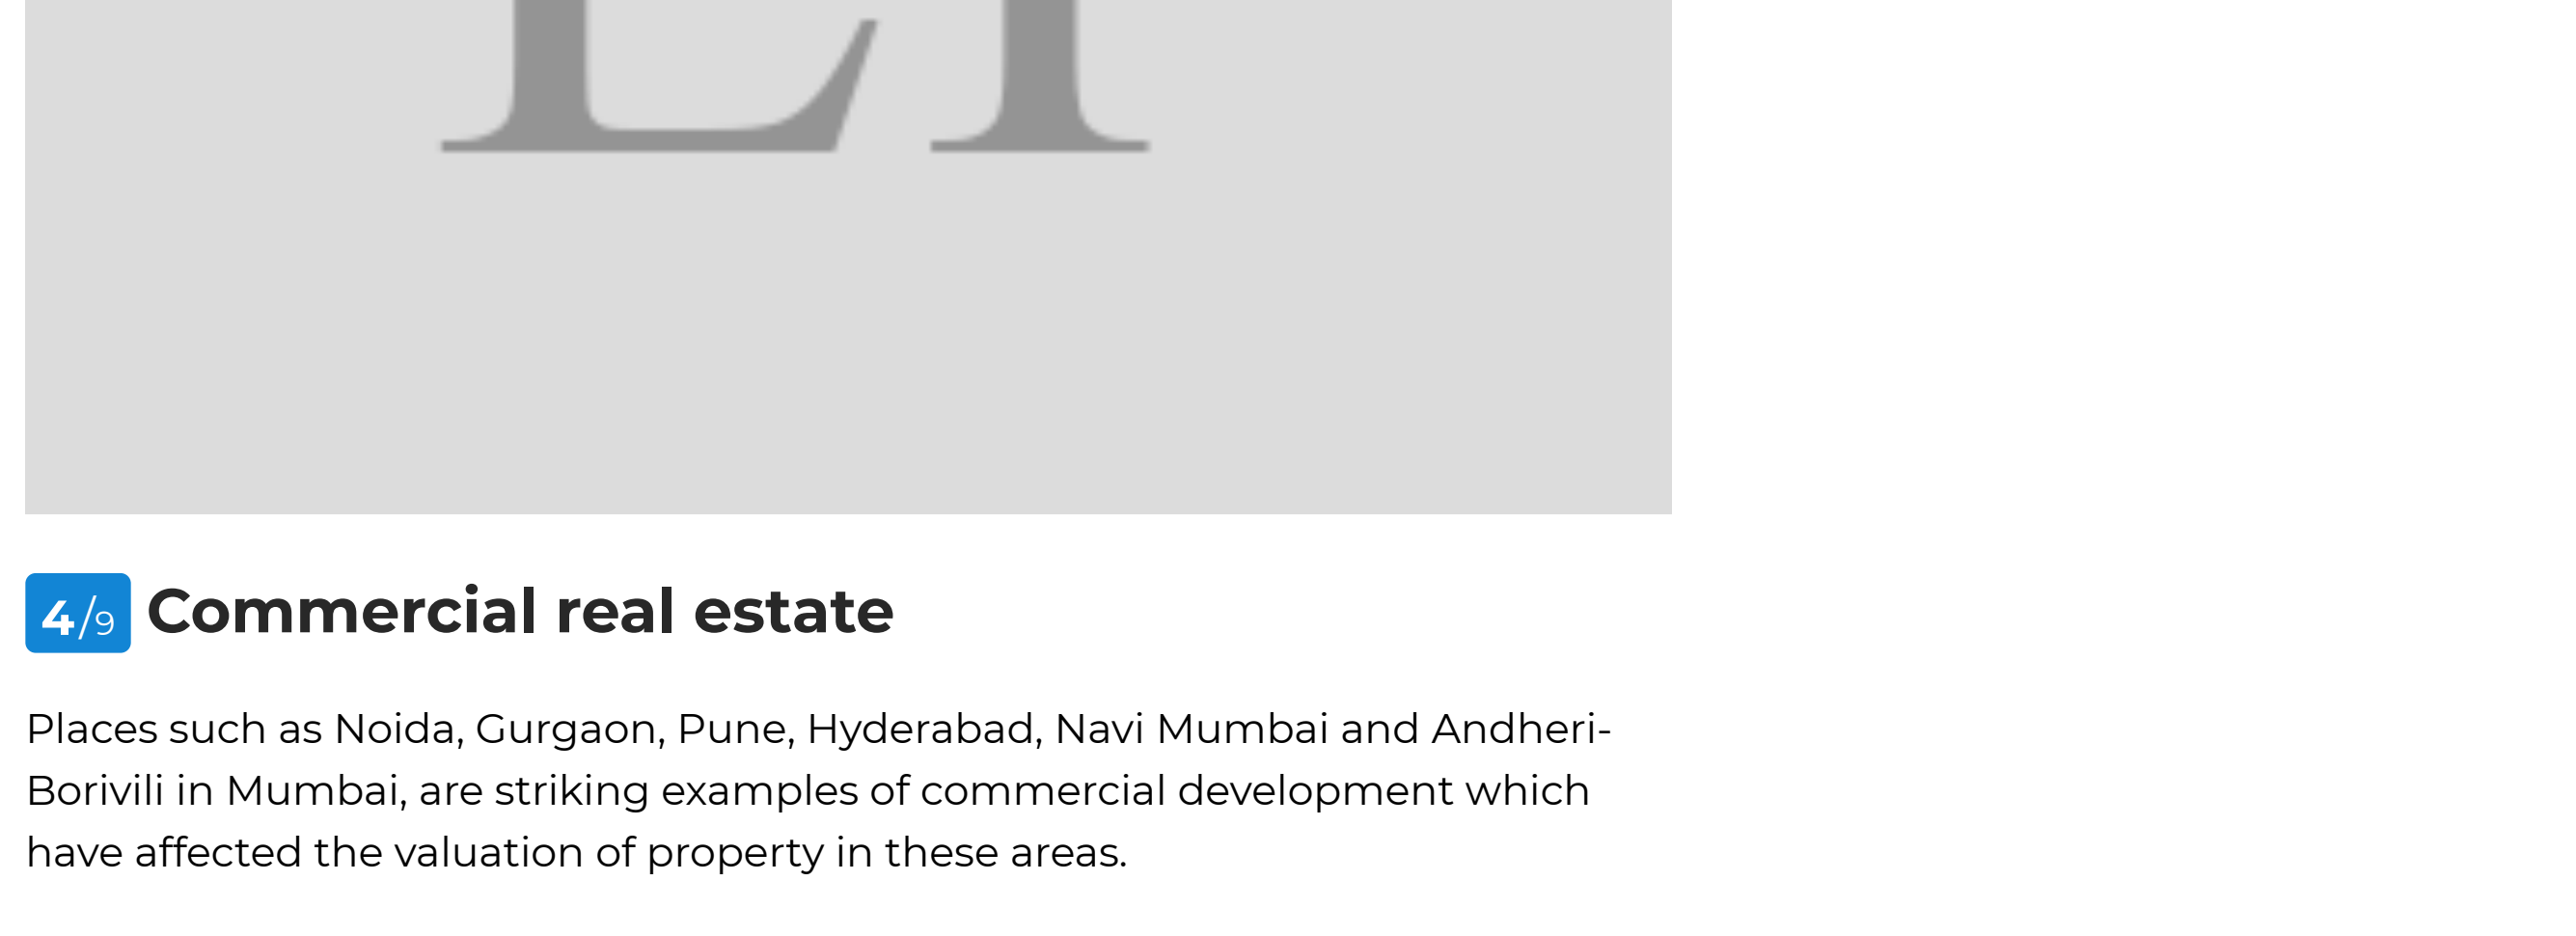 4/9 Commercial real estate
Places such as Noida, Gurgaon, Pune, Hyderabad, Navi Mumbai and Andheri-
Borivili in Mumbai, are striking examples of commercial development which
have affected the valuation of property in these areas.